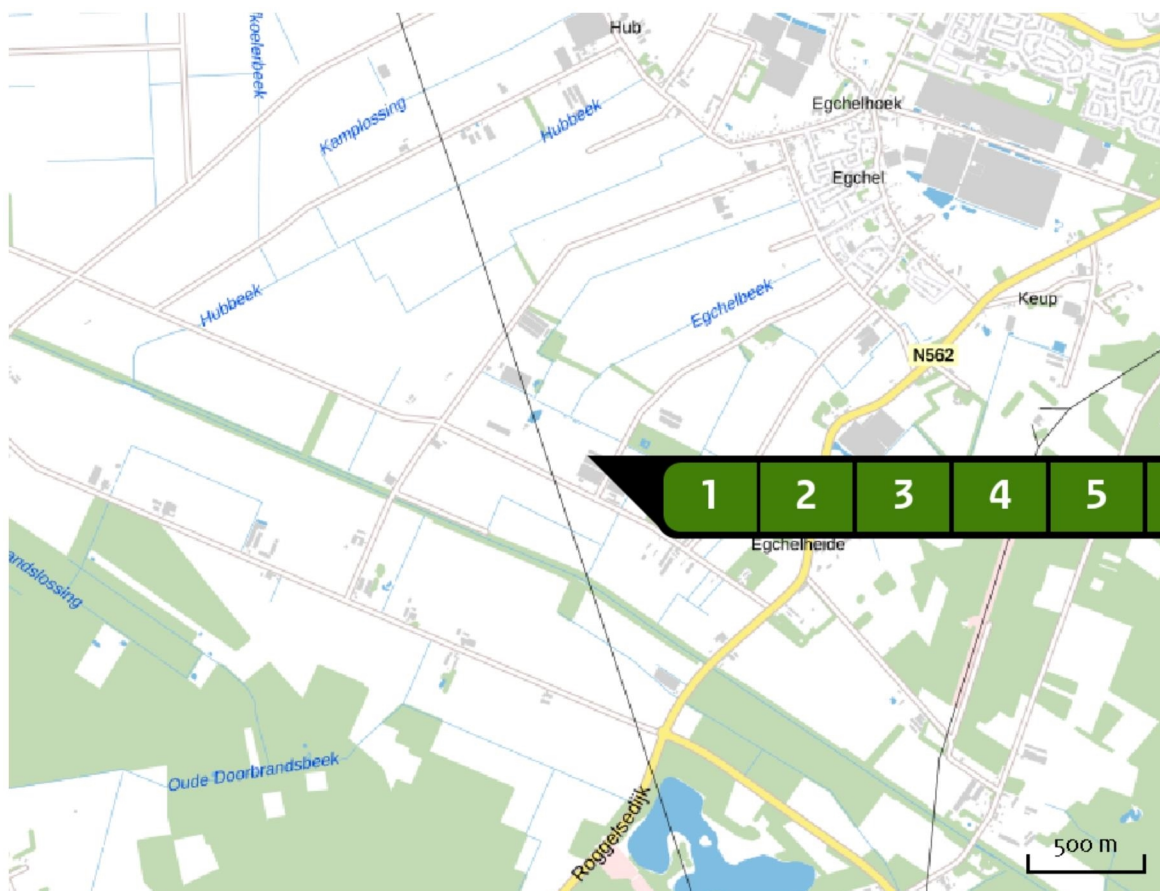 Hub
koelerbeek
Kamplossing
Hubbeek
Egchelhoek
Egchel
Hubbeek
Egchelbeek
Keup
N562
1 2 3 4 5
Egchelheide
andslossing
Oude Doorbrandsbeek
Roggelsedijk
500 m